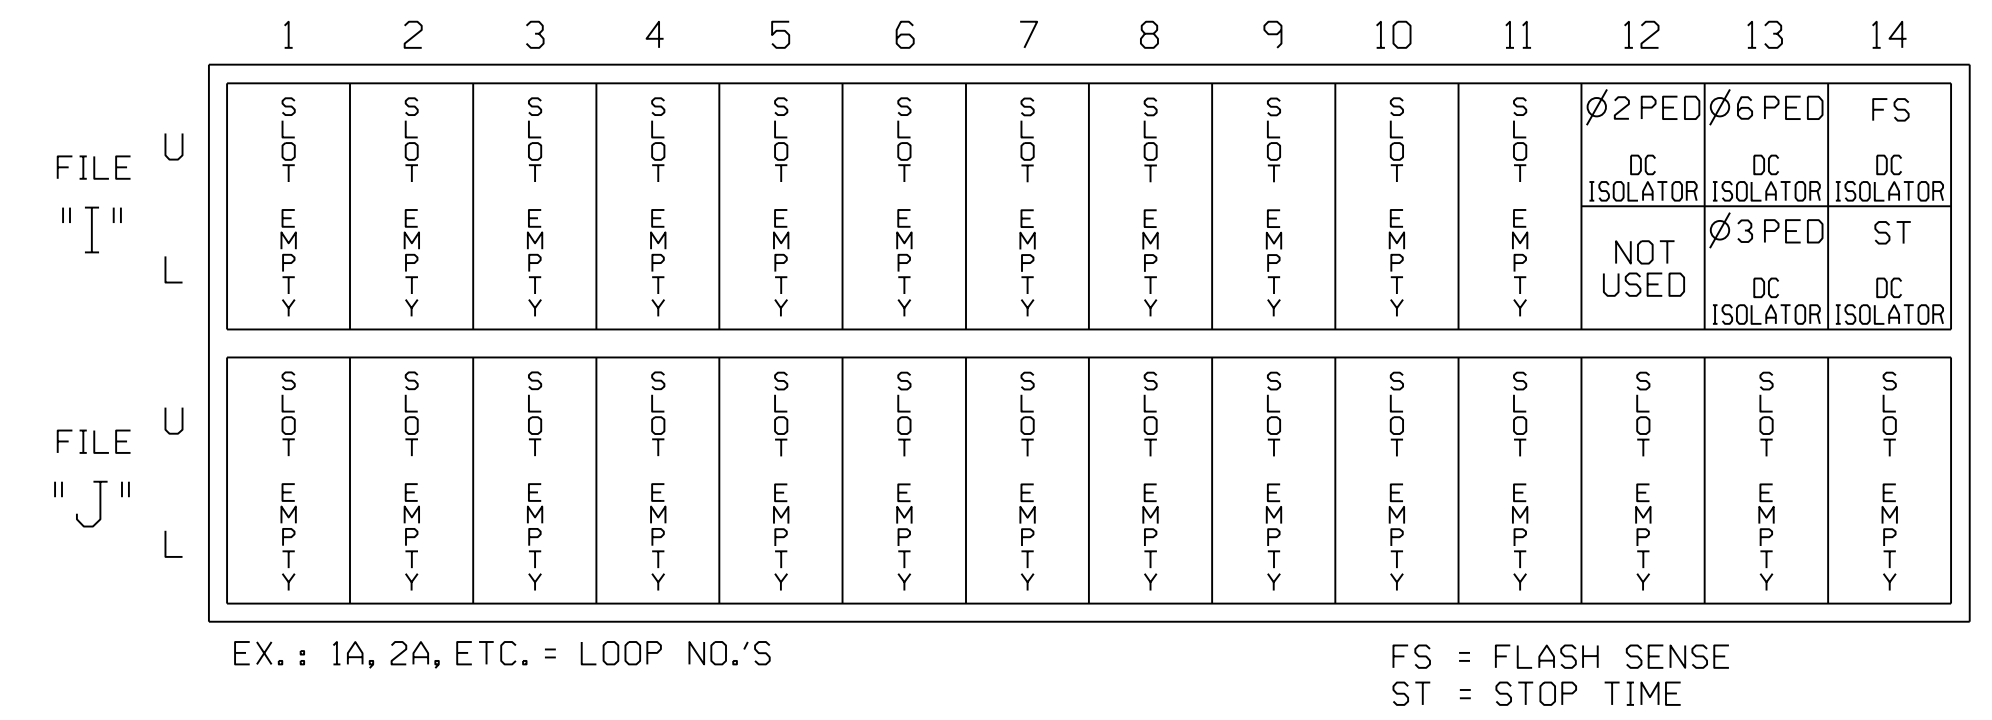 1 2 3 4 5 6 7 8 9 10 11 12 13 14
FILE "I"
U
L
SLOT EMPTY
SLOT EMPTY
SLOT EMPTY
SLOT EMPTY
SLOT EMPTY
SLOT EMPTY
SLOT EMPTY
SLOT EMPTY
SLOT EMPTY
SLOT EMPTY
SLOT EMPTY
Ø2 PED
DC
ISOLATOR
NOT
USED
Ø6 PED
DC
ISOLATOR
Ø3 PED
DC
ISOLATOR
FS
DC
ISOLATOR
ST
DC
ISOLATOR
FILE "J"
U
L
SLOT EMPTY
SLOT EMPTY
SLOT EMPTY
SLOT EMPTY
SLOT EMPTY
SLOT EMPTY
SLOT EMPTY
SLOT EMPTY
SLOT EMPTY
SLOT EMPTY
SLOT EMPTY
SLOT EMPTY
SLOT EMPTY
SLOT EMPTY
EX.: 1A, 2A, ETC. = LOOP NO.'S
FS = FLASH SENSE
ST = STOP TIME